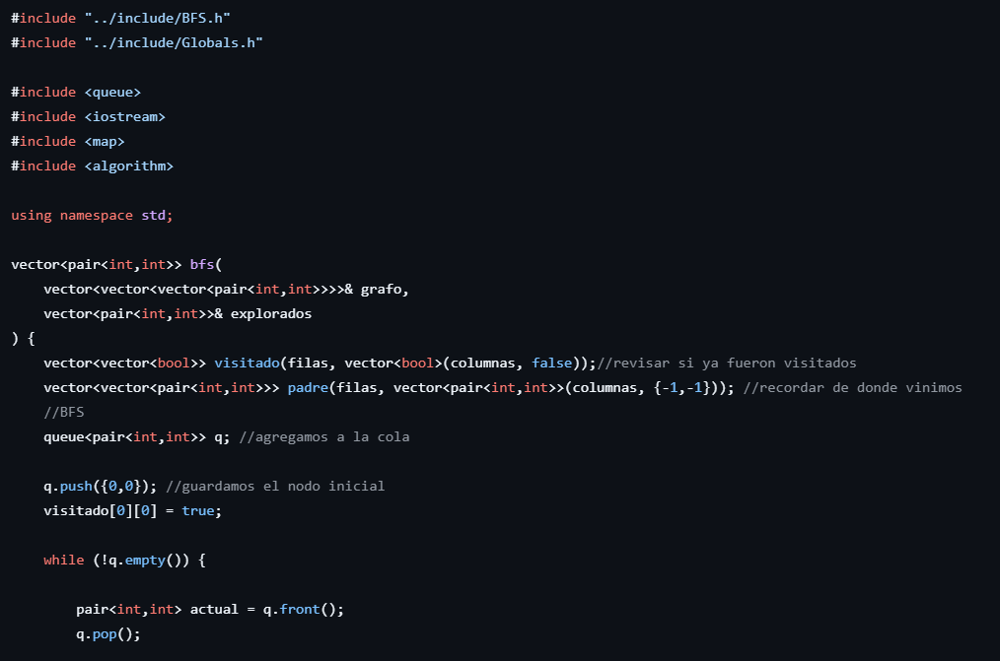 #include "../include/BFS.h"
#include "../include/Globals.h"
#include <queue>
#include <iostream>
#include <map>
#include <algorithm>
using namespace std;
vector<pair<int,int>> bfs(
    vector<vector<vector<pair<int,int>>>>& grafo,
    vector<pair<int,int>>& explorados
) {
    vector<vector<bool>> visitado(filas, vector<bool>(columnas, false));//revisar si ya fueron visitados
    vector<vector<pair<int,int>>> padre(filas, vector<pair<int,int>>(columnas, {-1,-1})); //recordar de donde vinimos
    //BFS
    queue<pair<int,int>> q; //agregamos a la cola
    q.push({0,0}); //guardamos el nodo inicial
    visitado[0][0] = true;
    while (!q.empty()) {
        pair<int,int> actual = q.front();
        q.pop();